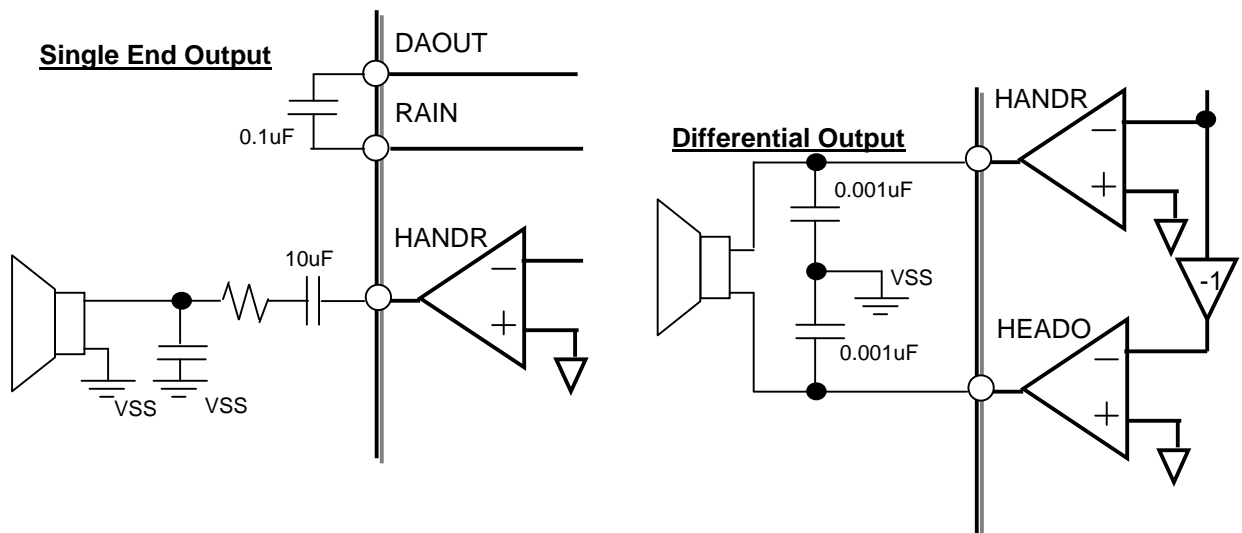 Single End Output
DAOUT
RAIN
0.1uF
HANDR
10uF
VSS
VSS
Differential Output
HANDR
0.001uF
VSS
-1
HEADO
0.001uF